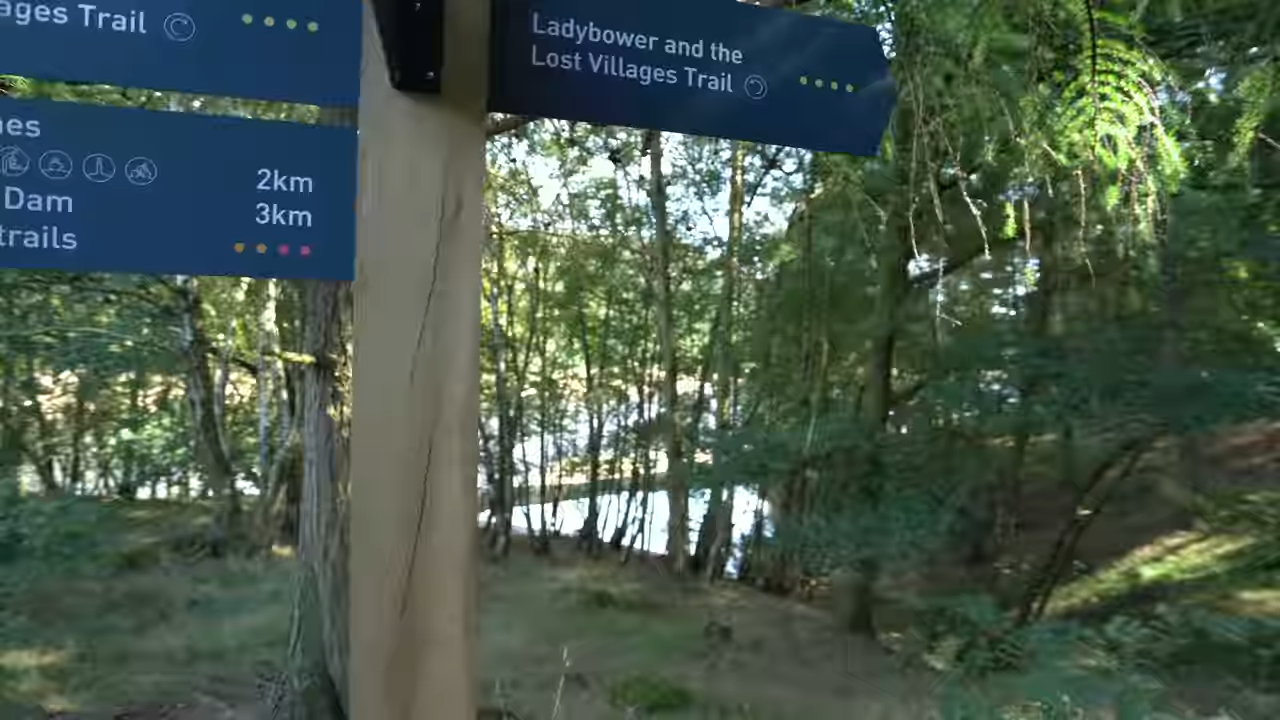 ages Trail
nes
2km
Dam
3km
trails
Ladybower and the
Lost Villages Trail